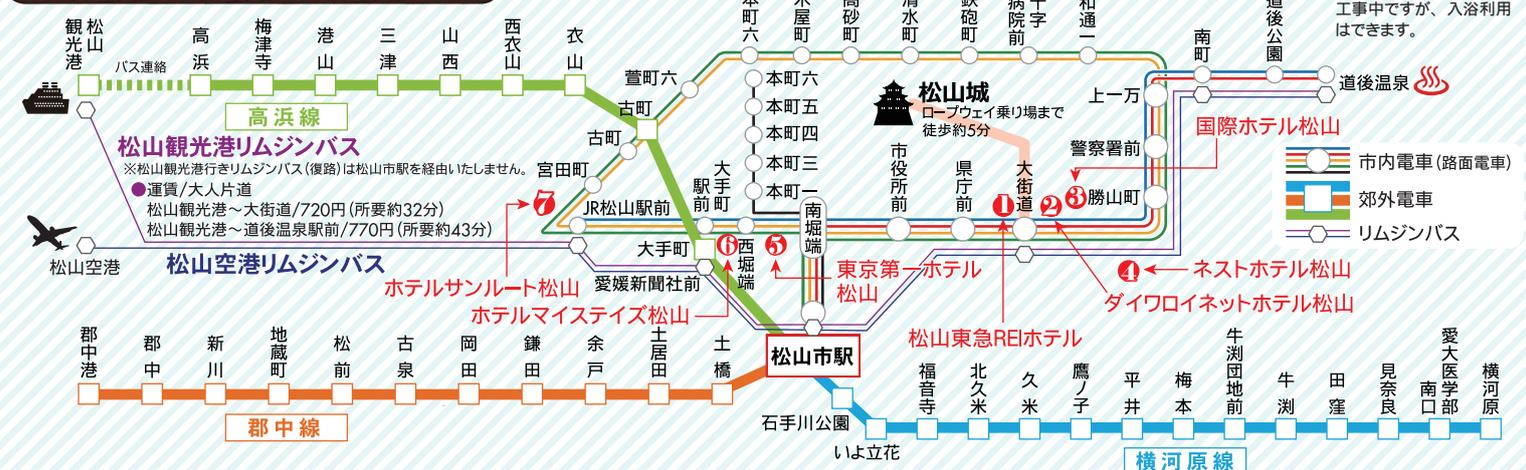 工事中ですが、入浴利用
はできます。
松山
観光港
バス連絡
高浜
梅津寺
港山
三津
山西
西衣山
衣山
高浜線
萱町六
古町
古町
宮田町
JR松山駅前
大手町
駅前
大手町
西堀端
南堀端
本町六
本町五
本町四
本町三
本町一
高砂町
清水町
鉄砲町
上一万
警察署前
勝山町
大街道
県庁前
市役所前
南町
道後公園
道後温泉
松山城
ロープウェイ乗り場まで
徒歩約5分
松山観光港リムジンバス
※松山観光港行きリムジンバス(復路)は松山市駅を経由いたしません。
●運賃/大人片道
松山観光港～大街道/720円(所要約32分)
松山観光港～道後温泉駅前/770円(所要約43分)
松山空港
松山空港リムジンバス
愛媛新聞社前
国際ホテル松山
市内電車(路面電車)
郊外電車
リムジンバス
❶
❷
❸
❹
❺
❻
❼
ネストホテル松山
ダイワロイネットホテル松山
松山東急REIホテル
東京第一ホテル
松山
ホテルサンルート松山
ホテルマイステイズ松山
松山市駅
郡中港
郡中
新川
地蔵町
松前
古泉
岡田
鎌田
余戸
土居田
土橋
郡中線
石手川公園
いよ立花
福音寺
北久米
久米
鷹ノ子
平井
梅本
牛渕団地前
牛渕
田窪
見奈良
愛大医学部
南口
横河原
横河原線